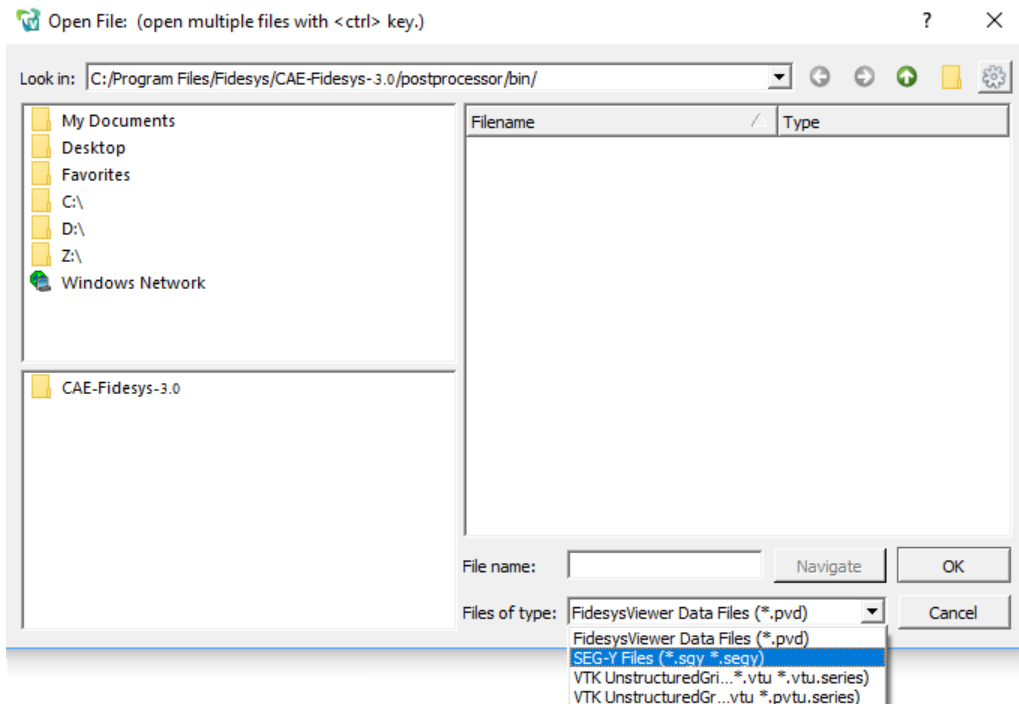 Open File: (open multiple files with <ctrl> key.)
?
Look in: C:/Program Files/Fidesys/CAE-Fidesys-3.0/postprocessor/bin/
My Documents
Desktop
Favorites
C:\
D:\
Z:\
Windows Network
CAE-Fidesys-3.0
Filename Type
File name: Navigate OK
Files of type: FidesysViewer Data Files (*.pvd) Cancel
FidesysViewer Data Files (*.pvd)
SEG-Y Files (*.sgy *.segy)
VTK UnstructuredGri...*.vtu *.vtu.series)
VTK UnstructuredGr...vtu *.pvtu.series)